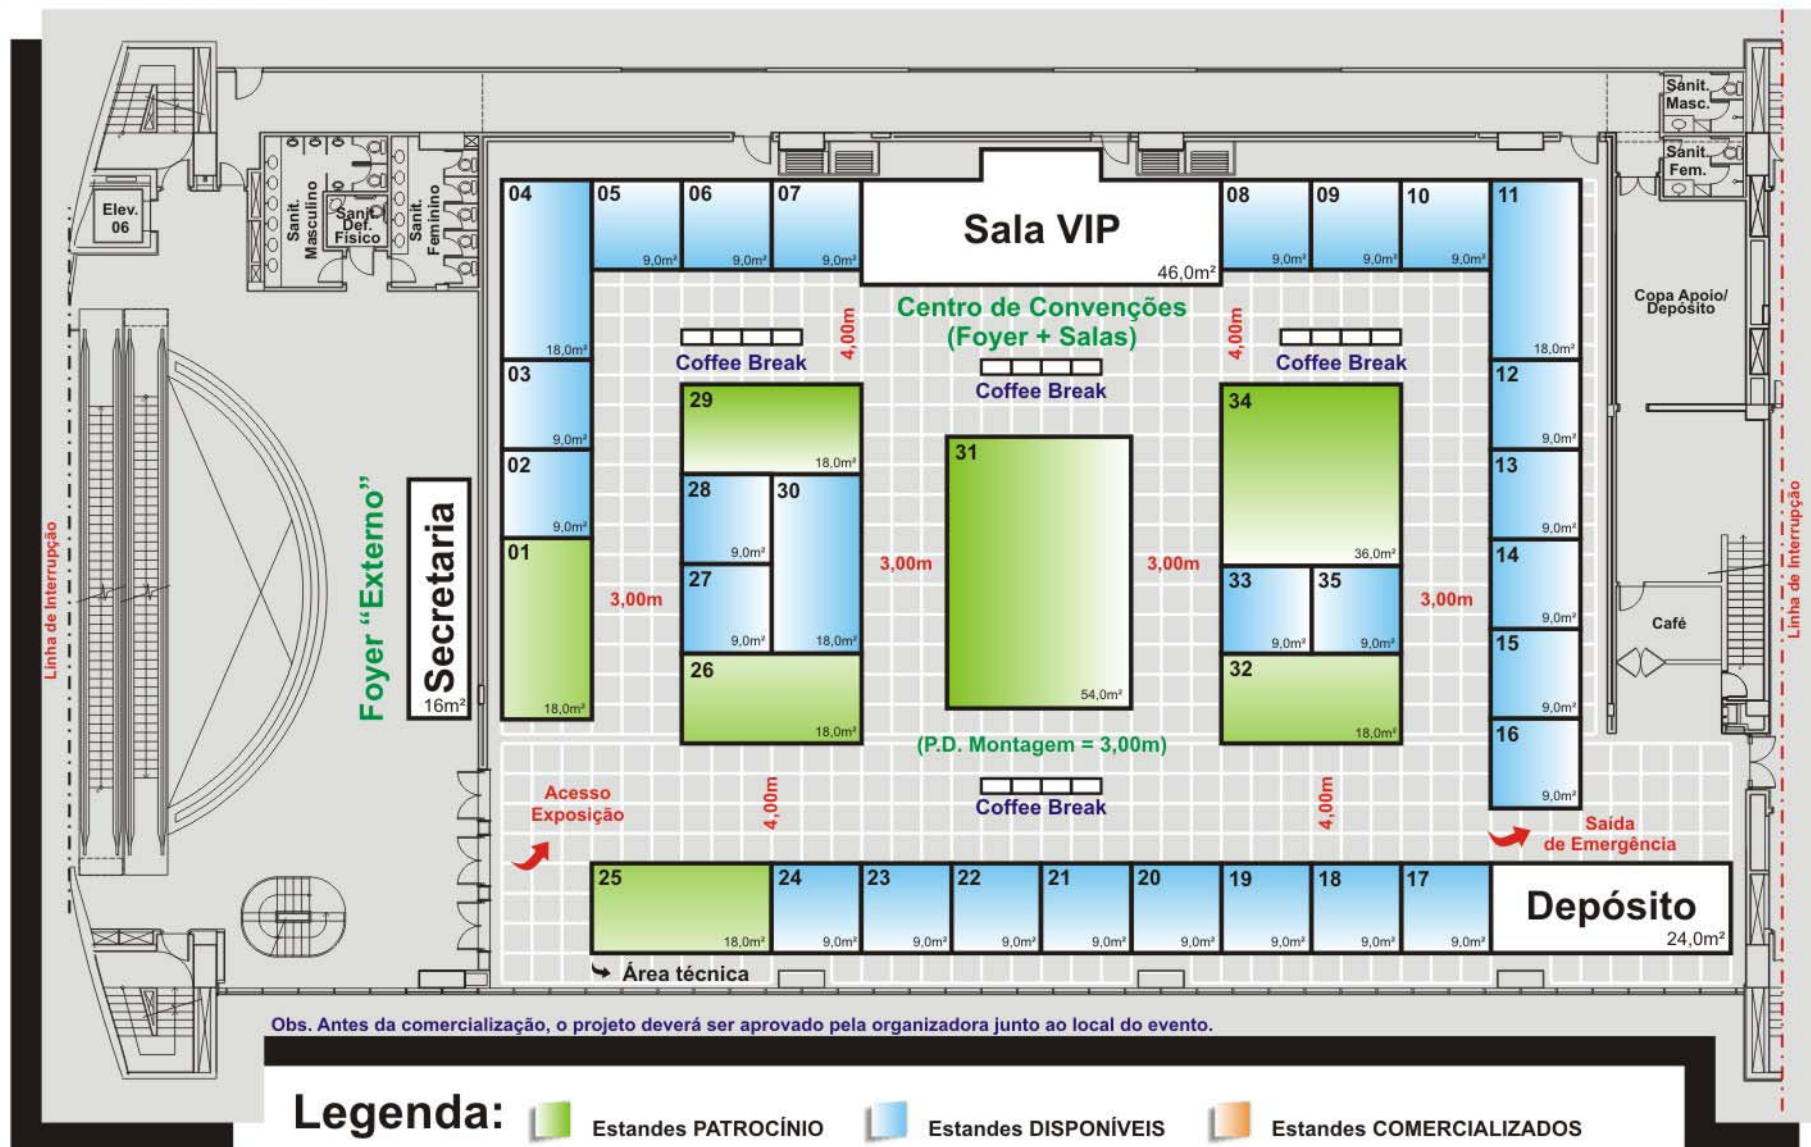 Elev.
06
Sanit.
Masculino
Sanit.
Def.
Físico
Sanit.
Feminino
Sanit.
Masc.
Sanit.
Fem.
04
18,0m²
05
9,0m²
06
9,0m²
07
9,0m²
Sala VIP
46,0m²
08
9,0m²
09
9,0m²
10
9,0m²
11
18,0m²
Copa Apoio/
Depósito
Centro de Convenções
(Foyer + Salas)
4,00m
4,00m
Coffee Break
Coffee Break
Coffee Break
03
9,0m²
02
9,0m²
01
18,0m²
29
18,0m²
28
9,0m²
30
18,0m²
27
9,0m²
26
18,0m²
31
54,0m²
34
36,0m²
33
9,0m²
35
9,0m²
32
18,0m²
12
9,0m²
13
9,0m²
14
9,0m²
15
9,0m²
16
9,0m²
3,00m
3,00m
3,00m
3,00m
Linha de Interrupção
Foyer “Externo”
Secretaria
16m²
Café
Linha de Interrupção
(P.D. Montagem = 3,00m)
Coffee Break
4,00m
4,00m
Acesso
Exposição
Saída
de Emergência
25
18,0m²
24
9,0m²
23
9,0m²
22
9,0m²
21
9,0m²
20
9,0m²
19
9,0m²
18
9,0m²
17
9,0m²
Depósito
24,0m²
Área técnica
Obs. Antes da comercialização, o projeto deverá ser aprovado pela organizadora junto ao local do evento.
Legenda:
Estandes PATROCÍNIO
Estandes DISPONÍVEIS
Estandes COMERCIALIZADOS